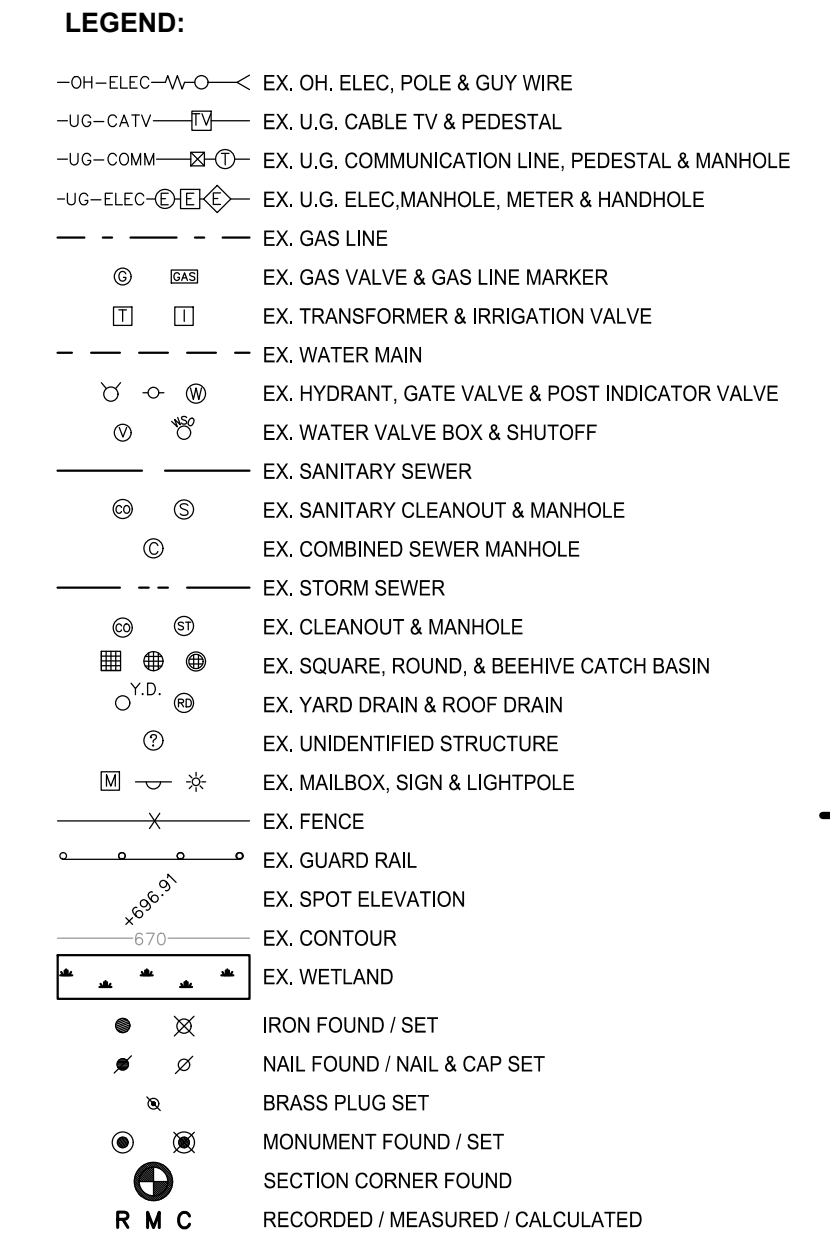 LEGEND:
-OH-ELEC- EX. OH. ELEC, POLE & GUY WIRE
-UG-CATV- TV EX. U.G. CABLE TV & PEDESTAL
-UG-COMM- T EX. U.G. COMMUNICATION LINE, PEDESTAL & MANHOLE
-UG-ELEC- E E E EX. U.G. ELEC,MANHOLE, METER & HANDHOLE
EX. GAS LINE
G GAS EX. GAS VALVE & GAS LINE MARKER
T I EX. TRANSFORMER & IRRIGATION VALVE
EX. WATER MAIN
W EX. HYDRANT, GATE VALVE & POST INDICATOR VALVE
V WSO EX. WATER VALVE BOX & SHUTOFF
EX. SANITARY SEWER
CO S EX. SANITARY CLEANOUT & MANHOLE
C EX. COMBINED SEWER MANHOLE
EX. STORM SEWER
CO ST EX. CLEANOUT & MANHOLE
EX. SQUARE, ROUND, & BEEHIVE CATCH BASIN
Y.D. RD EX. YARD DRAIN & ROOF DRAIN
? EX. UNIDENTIFIED STRUCTURE
M EX. MAILBOX, SIGN & LIGHTPOLE
X EX. FENCE
EX. GUARD RAIL
+696.91 EX. SPOT ELEVATION
670 EX. CONTOUR
EX. WETLAND
IRON FOUND / SET
NAIL FOUND / NAIL & CAP SET
BRASS PLUG SET
MONUMENT FOUND / SET
SECTION CORNER FOUND
R M C RECORDED / MEASURED / CALCULATED